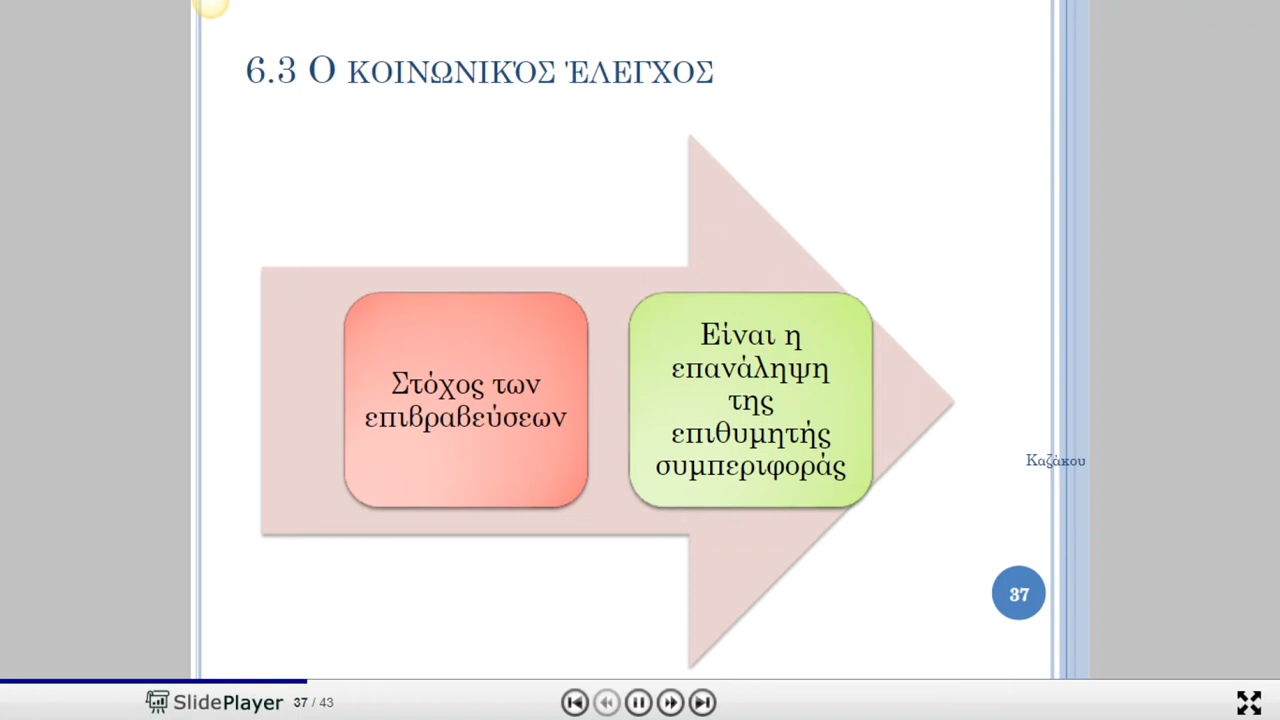 6.3 Ο ΚΟΙΝΩΝΙΚΌΣ ΈΛΕΓΧΟΣ
Στόχος των
επιβραβεύσεων
Είναι η
επανάληψη
της
επιθυμητής
συμπεριφοράς
Καζάκου
37
SlidePlayer 37 / 43